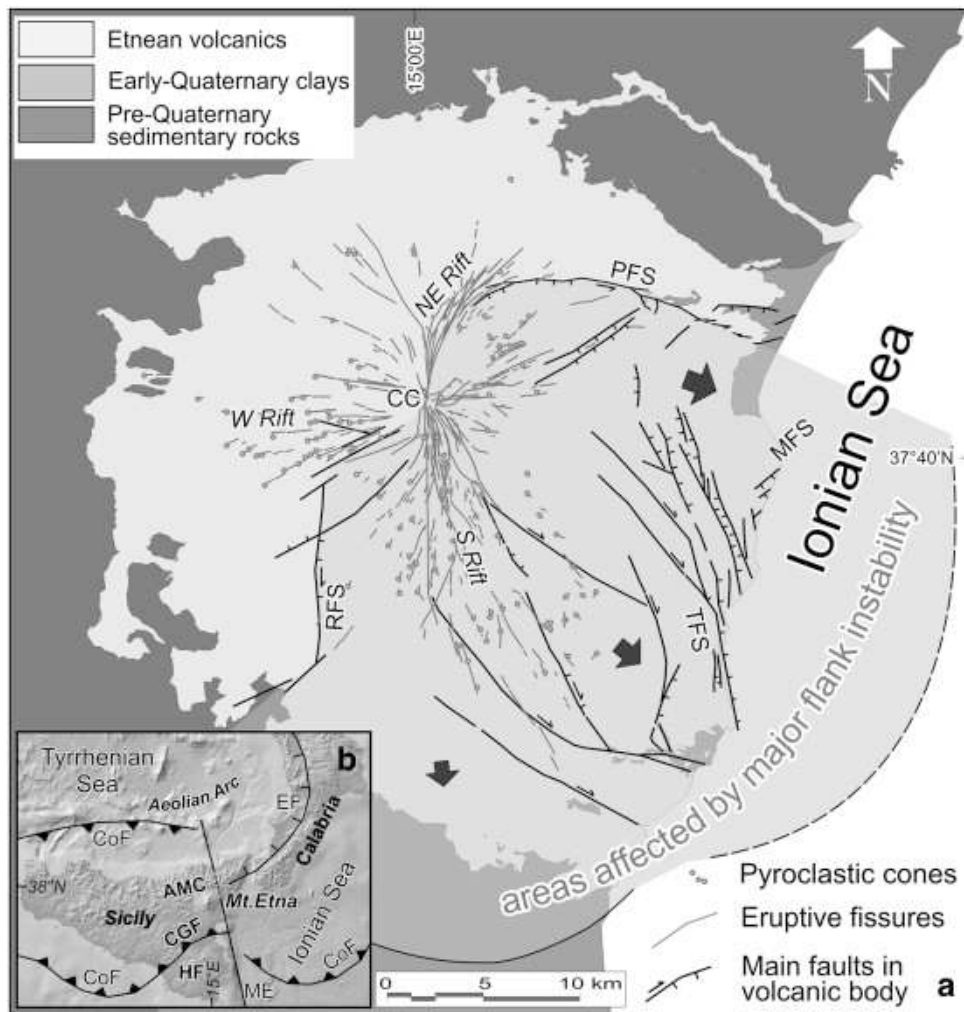 Etnean volcanics
Early-Quaternary clays
Pre-Quaternary
sedimentary rocks
15°00'E
N
NE Rift
PFS
CC
W Rift
MFS
Ionian Sea
37°40'N
S Rift
RFS
TFS
areas affected by major flank instability
b
Tyrrhenian
Sea
Aeolian Arc
EF
Calabria
CoF
38°N
AMC
Mt.Etna
Sicily
CGF
Ionian Sea
CoF
HF
15°E
ME
CoF
Pyroclastic cones
Eruptive fissures
Main faults in
volcanic body
a
0 5 10 km